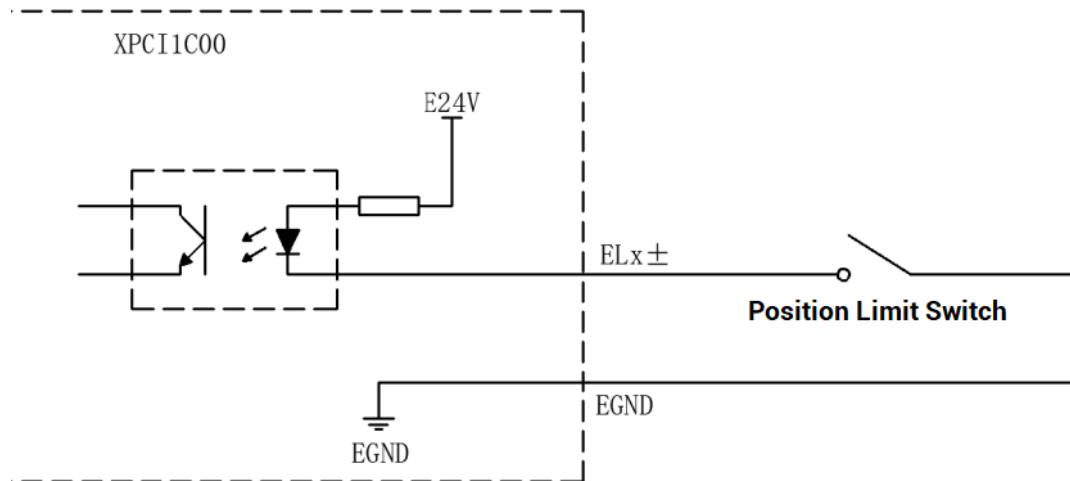 XPCI1C00
E24V
ELx±
Position Limit Switch
EGND
EGND